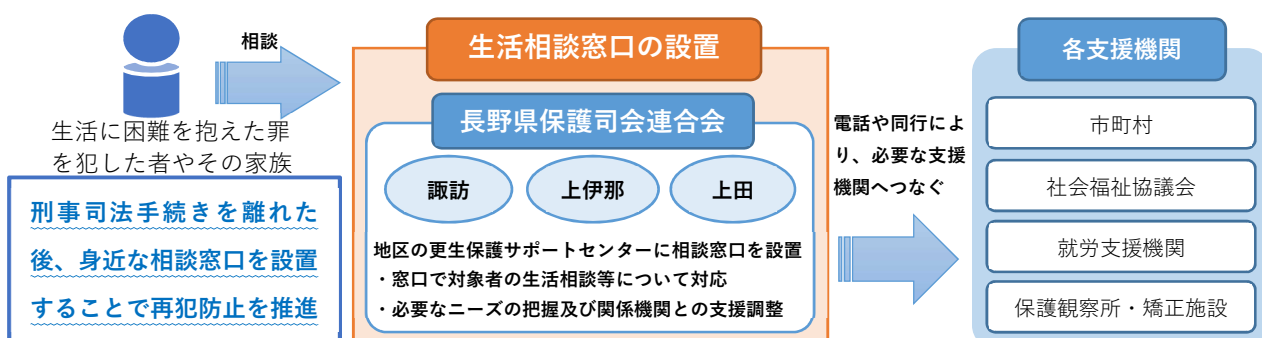 相談
生活に困難を抱えた罪
を犯した者やその家族
刑事司法手続きを離れた
後、身近な相談窓口を設置
することで再犯防止を推進
生活相談窓口の設置
長野県保護司会連合会
諏訪
上伊那
上田
地区の更生保護サポートセンターに相談窓口を設置
・窓口で対象者の生活相談等について対応
・必要なニーズの把握及び関係機関との支援調整
電話や同行によ
り、必要な支援
機関へつなぐ
各支援機関
市町村
社会福祉協議会
就労支援機関
保護観察所・矯正施設